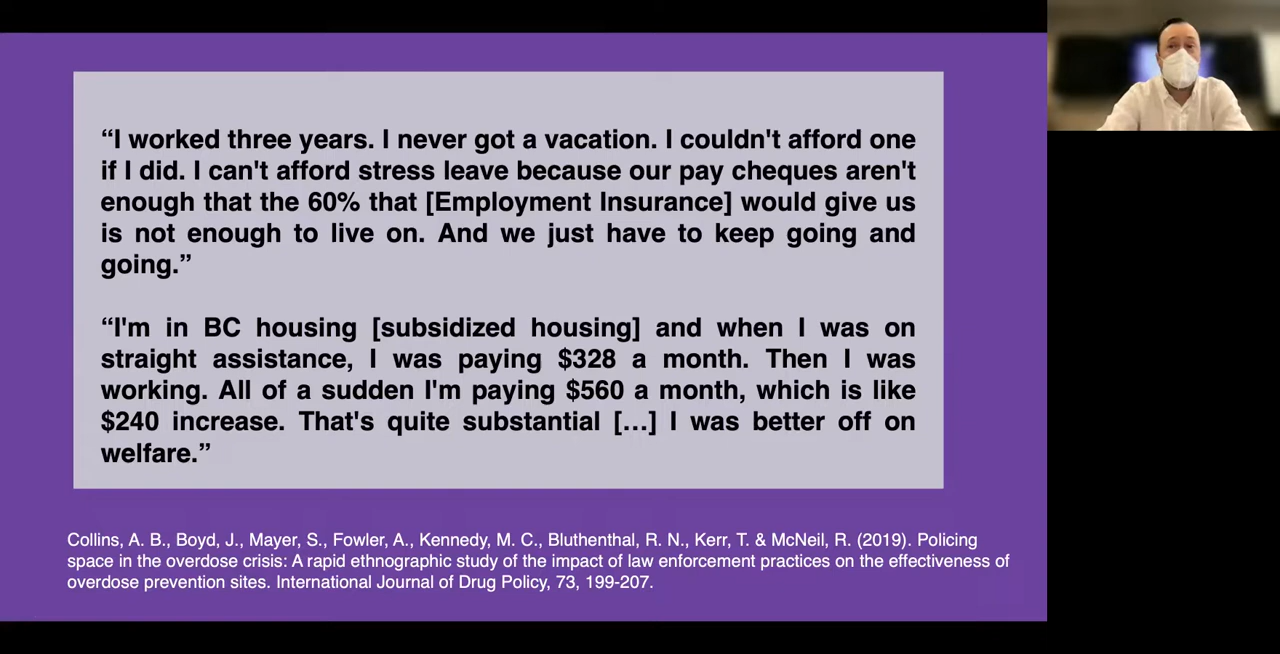 “I worked three years. I never got a vacation. I couldn't afford one
if I did. I can't afford stress leave because our pay cheques aren't
enough that the 60% that [Employment Insurance] would give us
is not enough to live on. And we just have to keep going and
going.”
“I'm in BC housing [subsidized housing] and when I was on
straight assistance, I was paying $328 a month. Then I was
working. All of a sudden I'm paying $560 a month, which is like
$240 increase. That's quite substantial […] I was better off on
welfare.”
Collins, A. B., Boyd, J., Mayer, S., Fowler, A., Kennedy, M. C., Bluthenthal, R. N., Kerr, T. & McNeil, R. (2019). Policing
space in the overdose crisis: A rapid ethnographic study of the impact of law enforcement practices on the effectiveness of
overdose prevention sites. International Journal of Drug Policy, 73, 199-207.